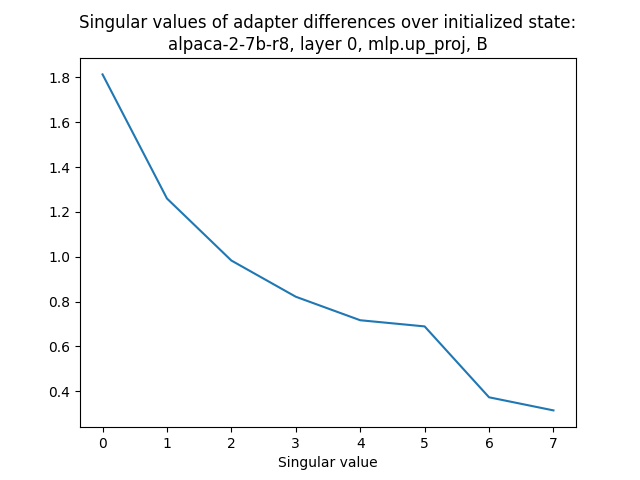 Singular values of adapter differences over initialized state:
alpaca-2-7b-r8, layer 0, mlp.up_proj, B
1.8
1.6
1.4
1.2
1.0
0.8
0.6
0.4
0 1 2 3 4 5 6 7
Singular value